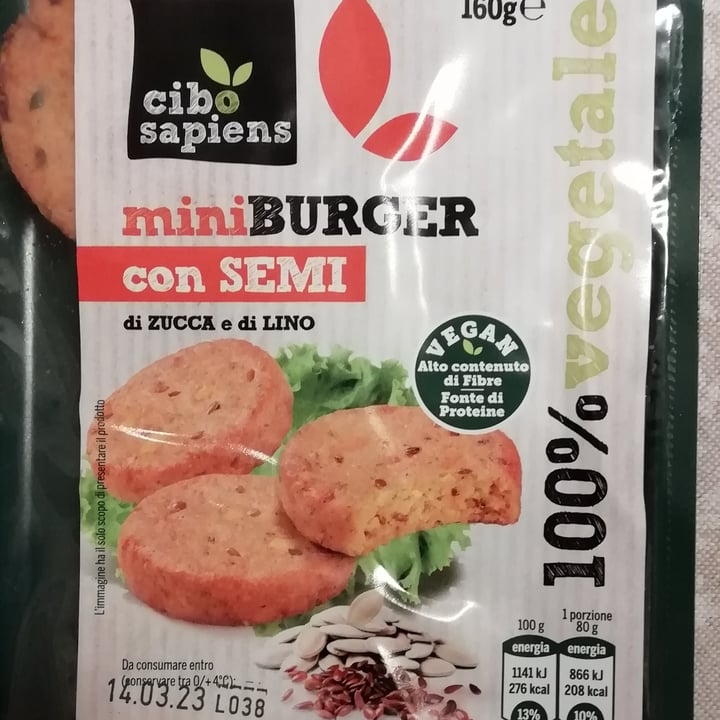 160g e
cibo
sapiens
miniBURGER
con SEMI
di ZUCCA e di LINO
VEGAN
Alto contenuto
di Fibre
Fonte di
Proteine
100% vegetale
L'immagine ha il solo scopo di presentare il prodotto
100 g
energia
1141 kJ
276 kcal
13%
1 porzione
80 g
energia
866 kJ
208 kcal
10%
Da consumare entro
(conservare tra 0/+4°C):
14.03.23 L038